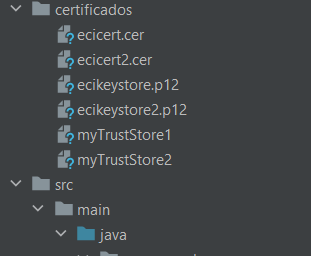 certificados
ecicert.cer
ecicert2.cer
ecikeystore.p12
ecikeystore2.p12
myTrustStore1
myTrustStore2
src
main
java